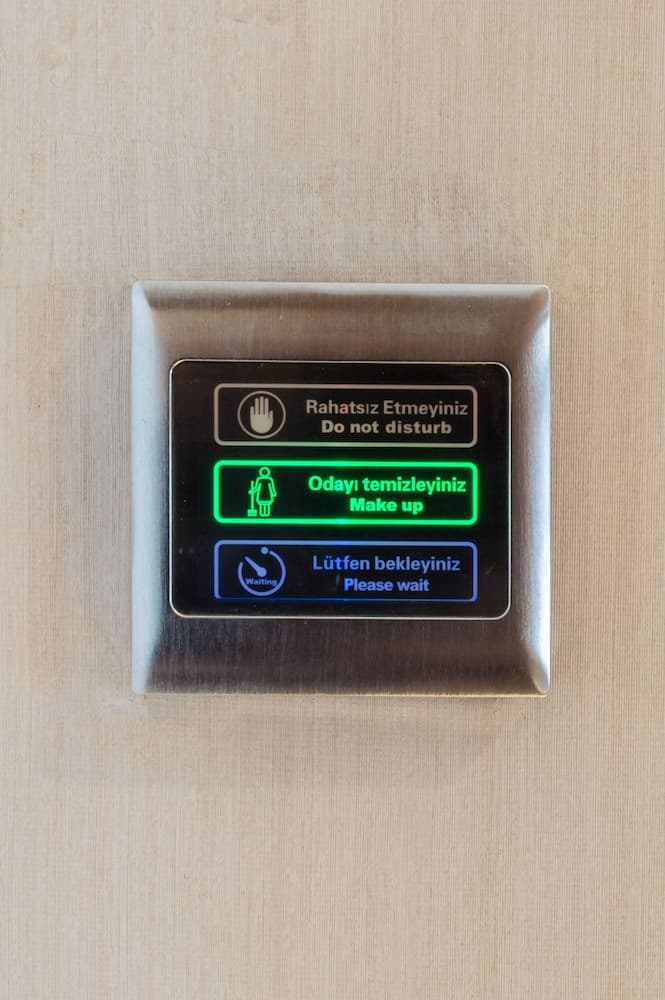 Rahatsız Etmeyiniz
Do not disturb
Odayı temizleyiniz
Make up
Lütfen bekleyiniz
Waiting
Please wait